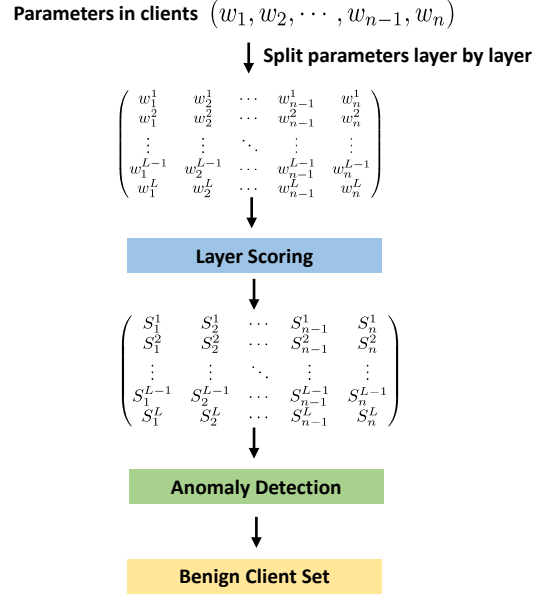 Parameters in clients (w_1, w_2, ⋯ , w_{n−1}, w_n)
Split parameters layer by layer
w_1^1 w_2^1 ⋯ w_{n−1}^1 w_n^1
w_1^2 w_2^2 ⋯ w_{n−1}^2 w_n^2
⋮ ⋮ ⋱ ⋮ ⋮
w_1^{L−1} w_2^{L−1} ⋯ w_{n−1}^{L−1} w_n^{L−1}
w_1^L w_2^L ⋯ w_{n−1}^L w_n^L
Layer Scoring
S_1^1 S_2^1 ⋯ S_{n−1}^1 S_n^1
S_1^2 S_2^2 ⋯ S_{n−1}^2 S_n^2
⋮ ⋮ ⋱ ⋮ ⋮
S_1^{L−1} S_2^{L−1} ⋯ S_{n−1}^{L−1} S_n^{L−1}
S_1^L S_2^L ⋯ S_{n−1}^L S_n^L
Anomaly Detection
Benign Client Set